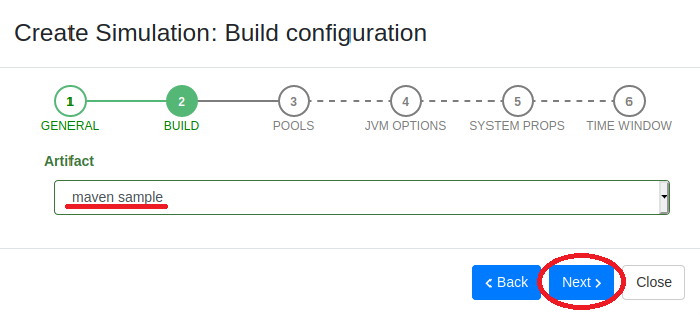 Create Simulation: Build configuration
1 2 3 4 5 6
GENERAL BUILD POOLS JVM OPTIONS SYSTEM PROPS TIME WINDOW
Artifact
maven sample
Back Next Close